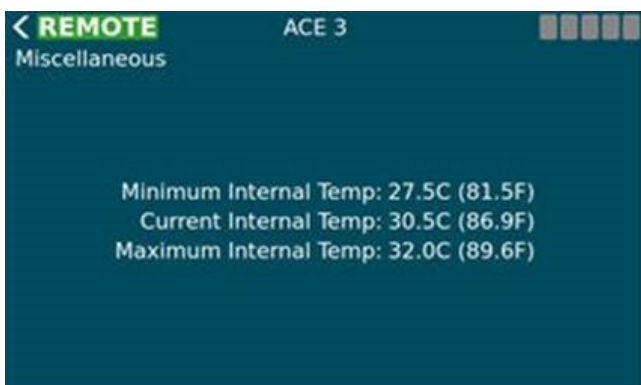 < REMOTE ACE 3
Miscellaneous
Minimum Internal Temp: 27.5C (81.5F)
Current Internal Temp: 30.5C (86.9F)
Maximum Internal Temp: 32.0C (89.6F)